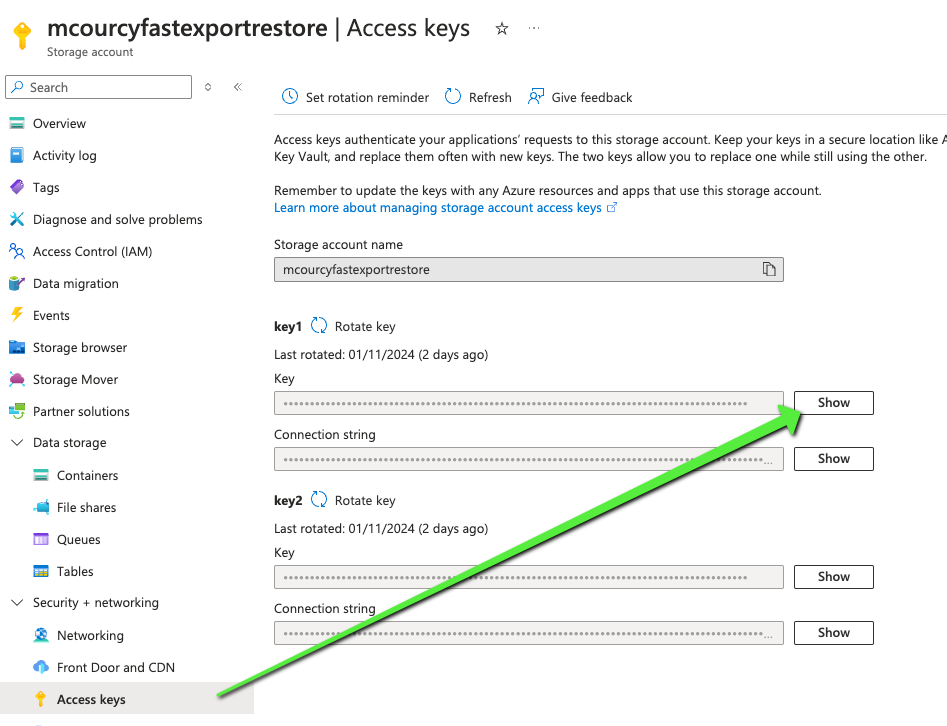 mcourcyfastexportrestore | Access keys
Storage account
Search
Overview
Activity log
Tags
Diagnose and solve problems
Access Control (IAM)
Data migration
Events
Storage browser
Storage Mover
Partner solutions
Data storage
Containers
File shares
Queues
Tables
Security + networking
Networking
Front Door and CDN
Access keys
Set rotation reminder
Refresh
Give feedback
Access keys authenticate your applications' requests to this storage account. Keep your keys in a secure location like
Key Vault, and replace them often with new keys. The two keys allow you to replace one while still using the other.
Remember to update the keys with any Azure resources and apps that use this storage account.
Learn more about managing storage account access keys
Storage account name
mcourcyfastexportrestore
key1 Rotate key
Last rotated: 01/11/2024 (2 days ago)
Key
Show
Connection string
Show
key2 Rotate key
Last rotated: 01/11/2024 (2 days ago)
Key
Show
Connection string
Show